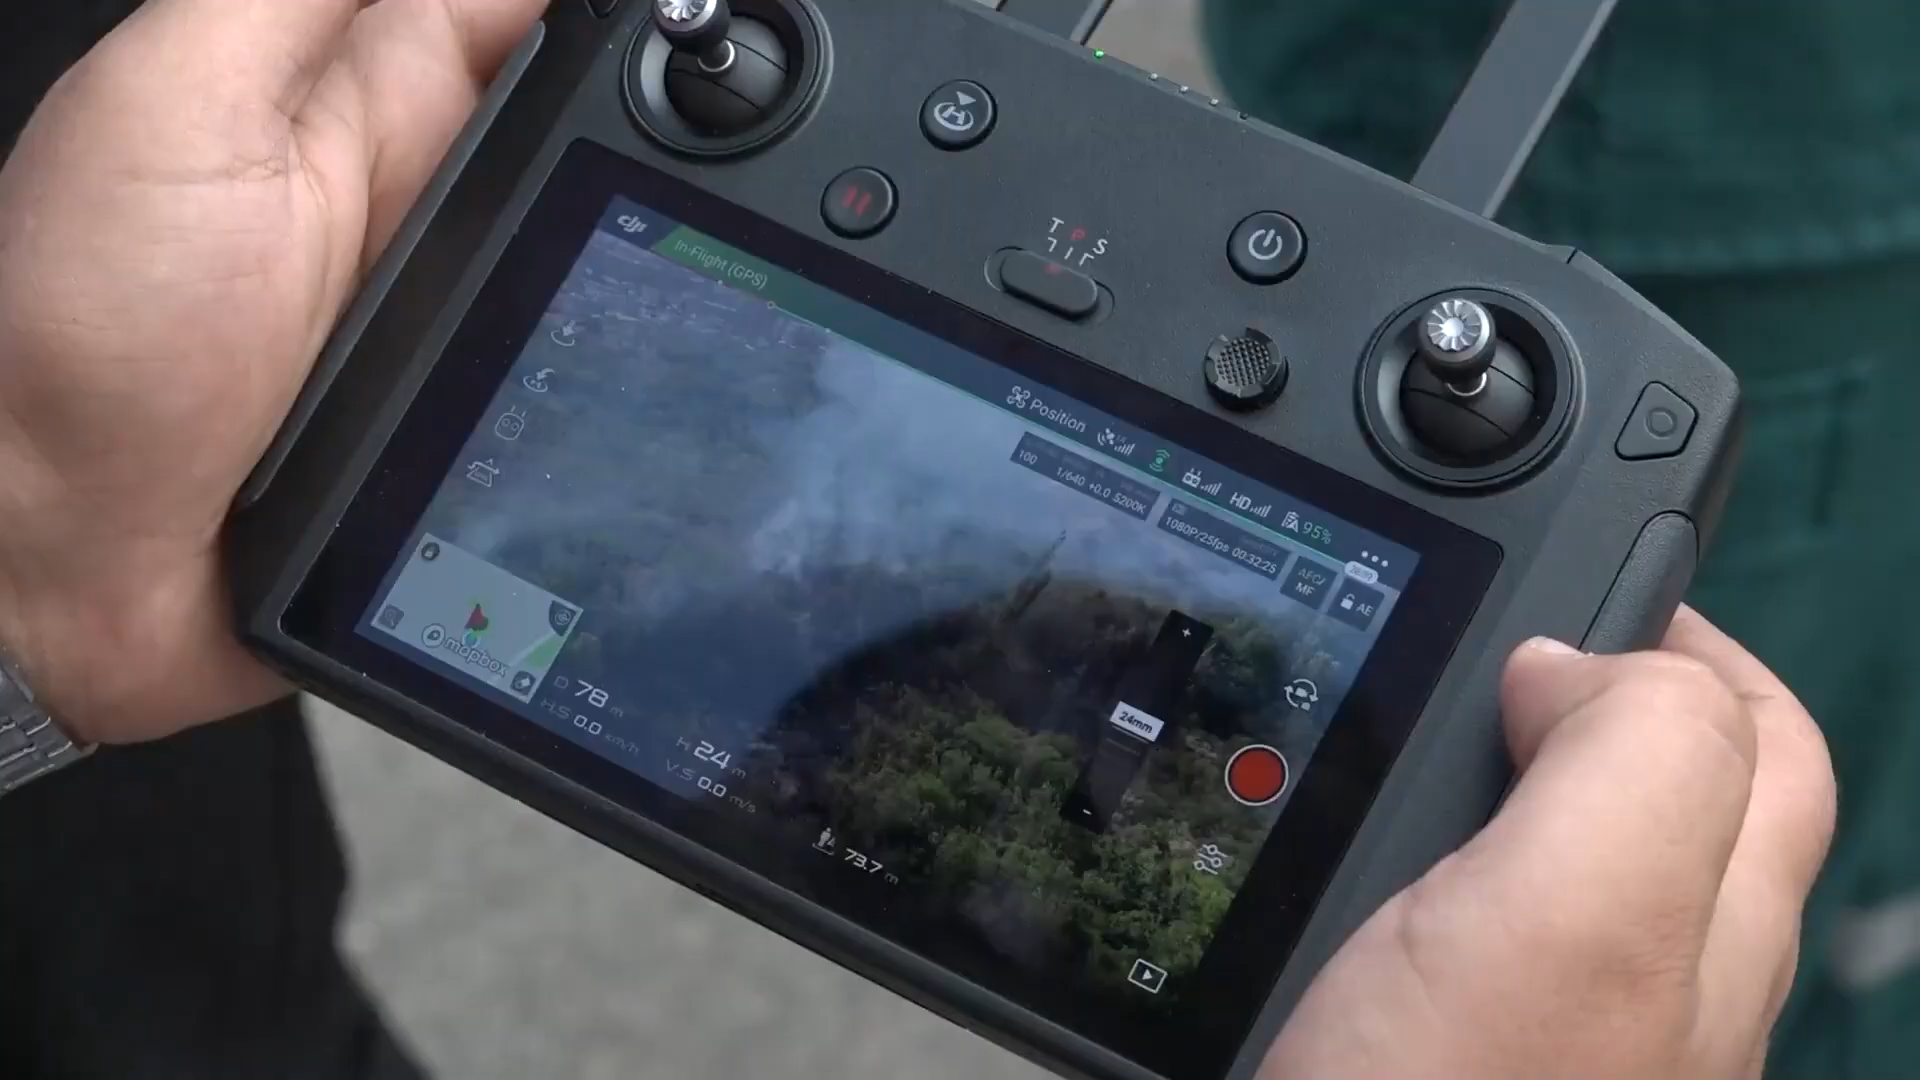 T P S
dji
In-Flight (GPS)
Position
HD
95%
100 1/640 +0.0 5200K
1080P/25fps 00:32:25
AFC/
MF
AE
mapbox
24mm
D 78 m
H.S 0.0 km/h
H 24 m
V.S 0.0 m/s
73.7 m